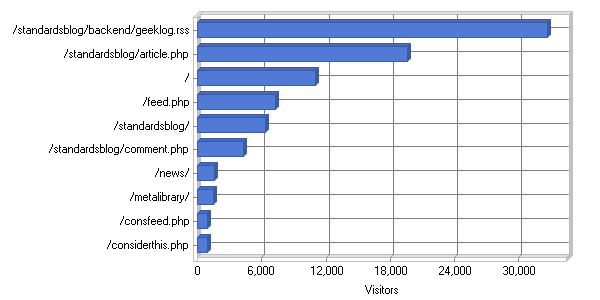 /standardsblog/backend/geeklog.rss
/standardsblog/article.php
/
/feed.php
/standardsblog/
/standardsblog/comment.php
/news/
/metalibrary/
/consfeed.php
/considerthis.php
0 6,000 12,000 18,000 24,000 30,000
Visitors